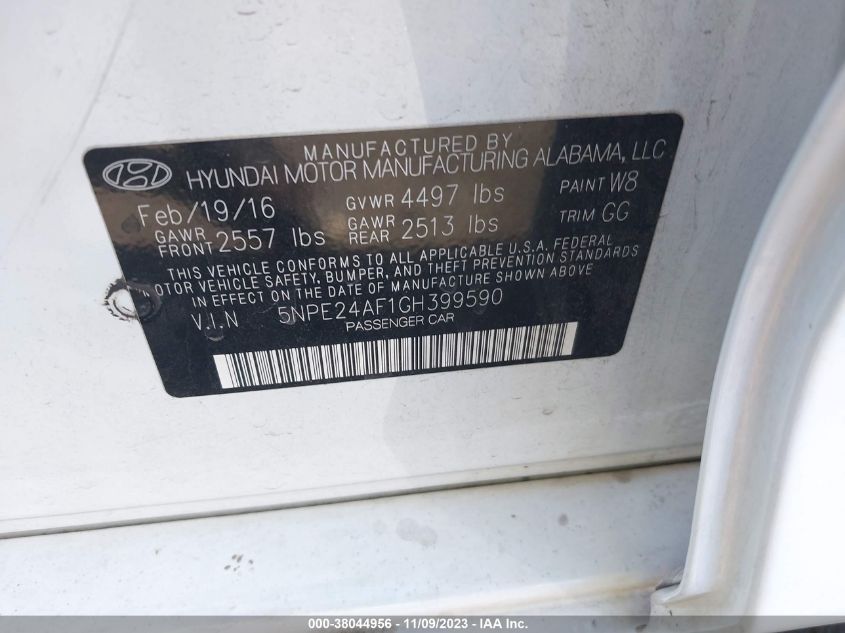 MANUFACTURED BY
HYUNDAI MOTOR MANUFACTURING ALABAMA, LLC
Feb/19/16 GVWR 4497 lbs PAINT W8
GAWR FRONT 2557 lbs GAWR REAR 2513 lbs TRIM GG
THIS VEHICLE CONFORMS TO ALL APPLICABLE U.S.A. FEDERAL
MOTOR VEHICLE SAFETY, BUMPER, AND THEFT PREVENTION STANDARDS
IN EFFECT ON THE DATE OF MANUFACTURE SHOWN ABOVE
V.I.N 5NPE24AF1GH399590
PASSENGER CAR
000-38044956 - 11/09/2023 - IAA Inc.